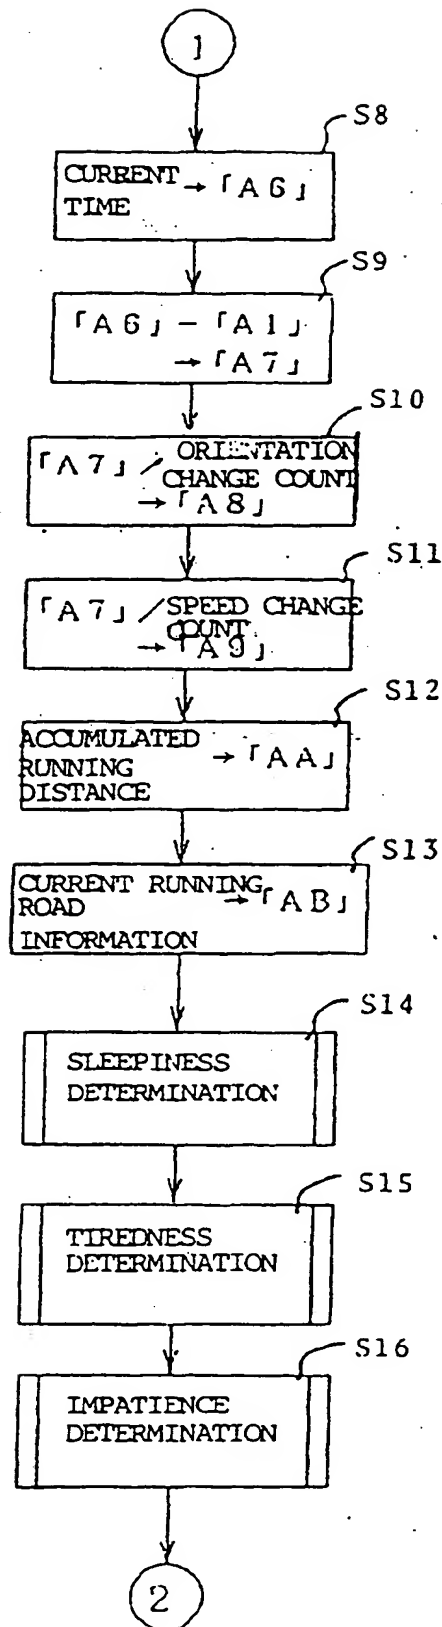 1
S8
CURRENT → 「A6」
TIME
S9
「A6」 − 「A1」
→ 「A7」
S10
「A7」 / ORIENTATION
CHANGE COUNT
→ 「A8」
S11
「A7」 / SPEED CHANGE
COUNT
→ 「A9」
S12
ACCUMULATED
RUNNING → 「AA」
DISTANCE
S13
CURRENT RUNNING
ROAD → 「AB」
INFORMATION
S14
SLEEPINESS
DETERMINATION
S15
TIREDNESS
DETERMINATION
S16
IMPATIENCE
DETERMINATION
2